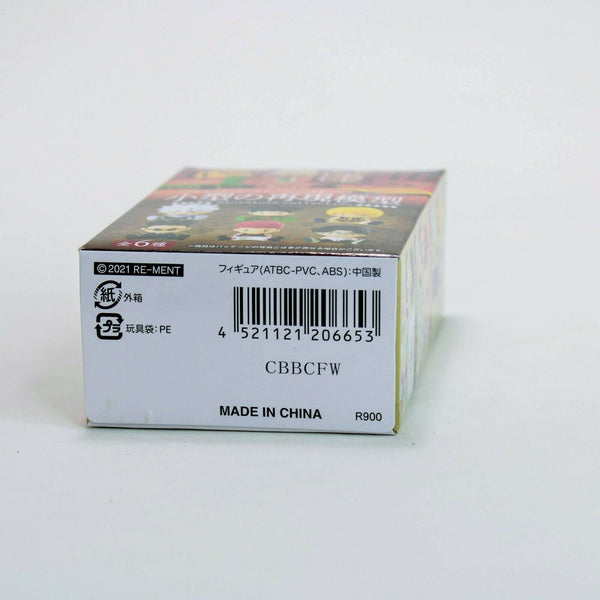 全6種
© 2021 RE-MENT
フィギュア(ATBC-PVC、ABS):中国製
紙 外箱
プラ 玩具袋:PE
4 521121 206653
CBBCFW
MADE IN CHINA
R900